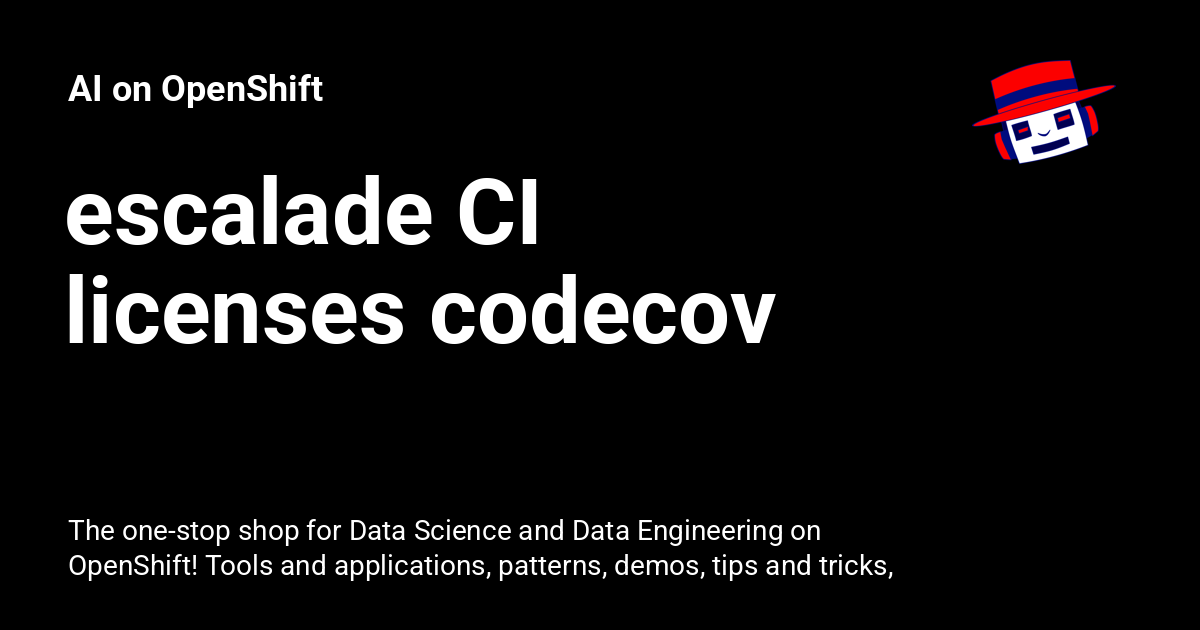 AI on OpenShift
escalade CI
licenses codecov
The one-stop shop for Data Science and Data Engineering on
OpenShift! Tools and applications, patterns, demos, tips and tricks,